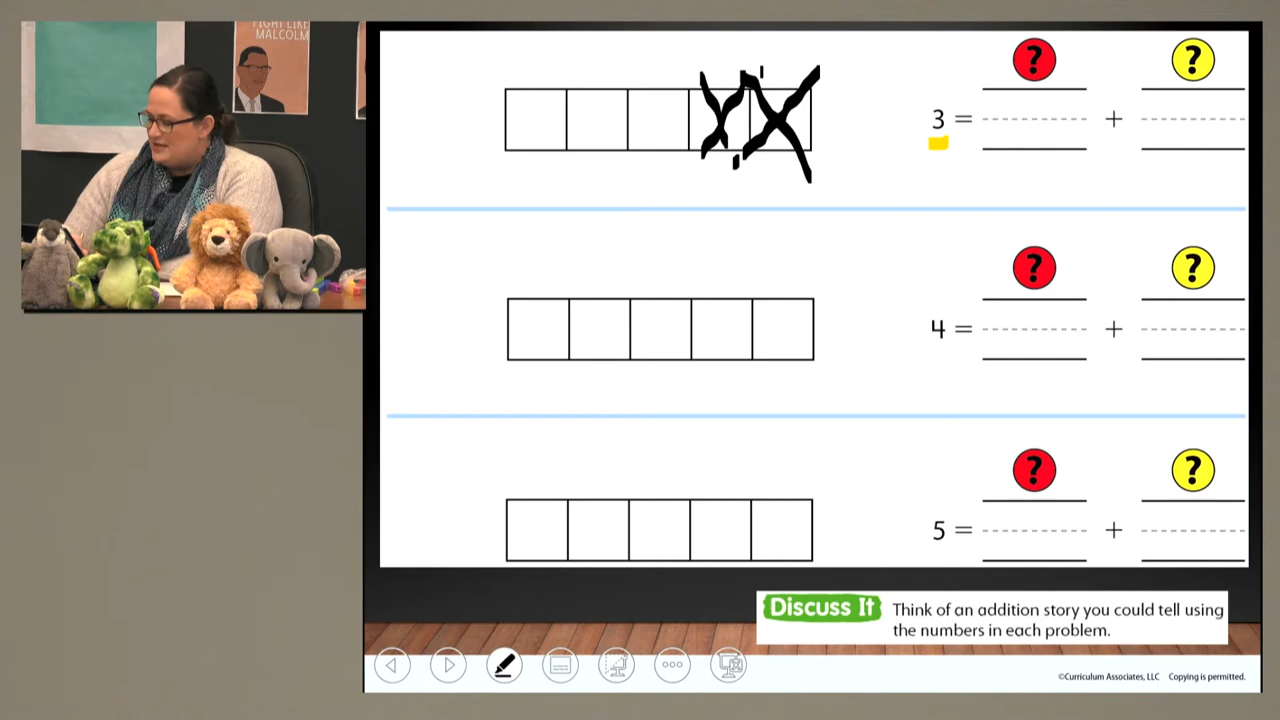 FIGHT LIKE
MALCOLM
? ?
3 = +
? ?
4 = +
? ?
5 = +
Discuss It Think of an addition story you could tell using
the numbers in each problem.
©Curriculum Associates, LLC Copying is permitted.